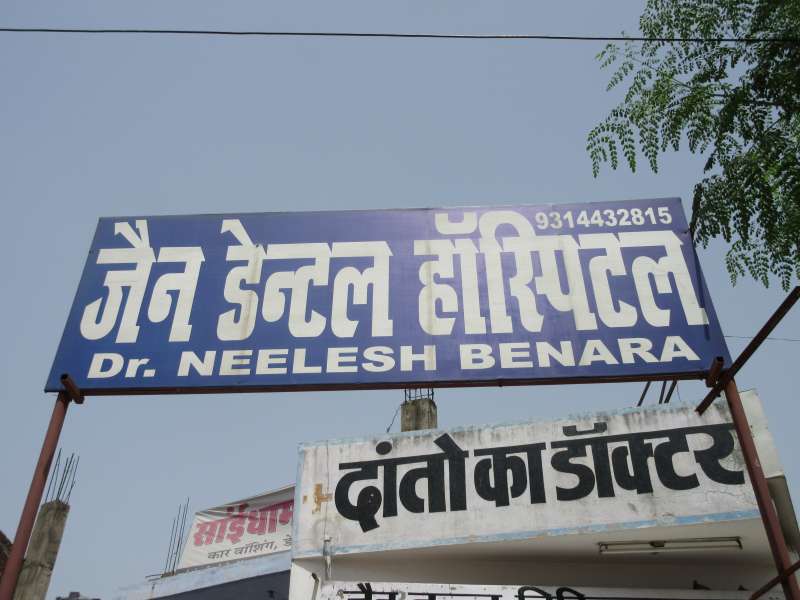 9314432815
जैन डेन्टल हॉस्पिटल
Dr. NEELESH BENARA
दांतो का डॉक्टर
सांईधाम
कार वॉशिंग,